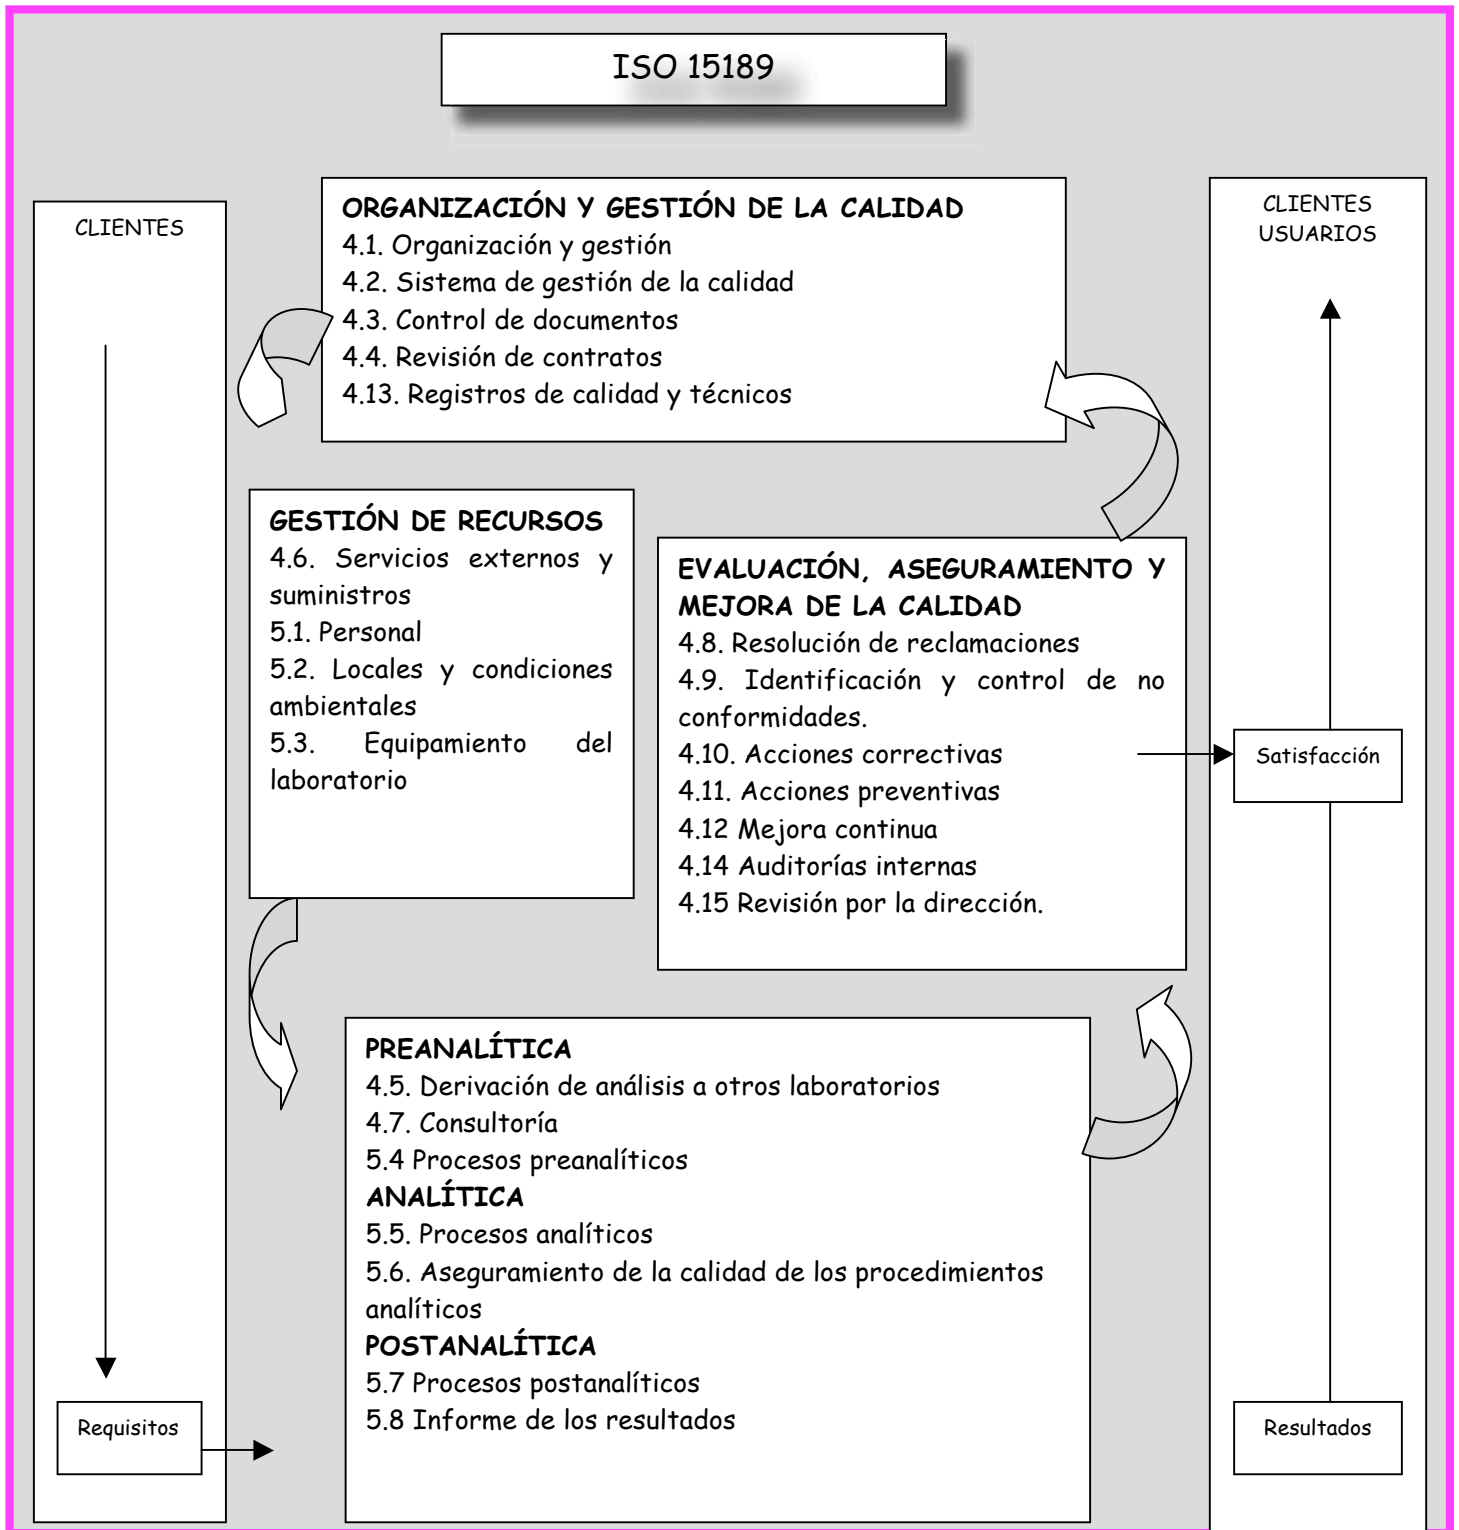 ISO 15189
CLIENTES
ORGANIZACIÓN Y GESTIÓN DE LA CALIDAD
4.1. Organización y gestión
4.2. Sistema de gestión de la calidad
4.3. Control de documentos
4.4. Revisión de contratos
4.13. Registros de calidad y técnicos
CLIENTES
USUARIOS
GESTIÓN DE RECURSOS
4.6. Servicios externos y
suministros
5.1. Personal
5.2. Locales y condiciones
ambientales
5.3. Equipamiento del
laboratorio
EVALUACIÓN, ASEGURAMIENTO Y
MEJORA DE LA CALIDAD
4.8. Resolución de reclamaciones
4.9. Identificación y control de no
conformidades.
4.10. Acciones correctivas
4.11. Acciones preventivas
4.12 Mejora continua
4.14 Auditorías internas
4.15 Revisión por la dirección.
Satisfacción
PREANALÍTICA
4.5. Derivación de análisis a otros laboratorios
4.7. Consultoría
5.4 Procesos preanalíticos
ANALÍTICA
5.5. Procesos analíticos
5.6. Aseguramiento de la calidad de los procedimientos
analíticos
POSTANALÍTICA
5.7 Procesos postanalíticos
5.8 Informe de los resultados
Requisitos
Resultados